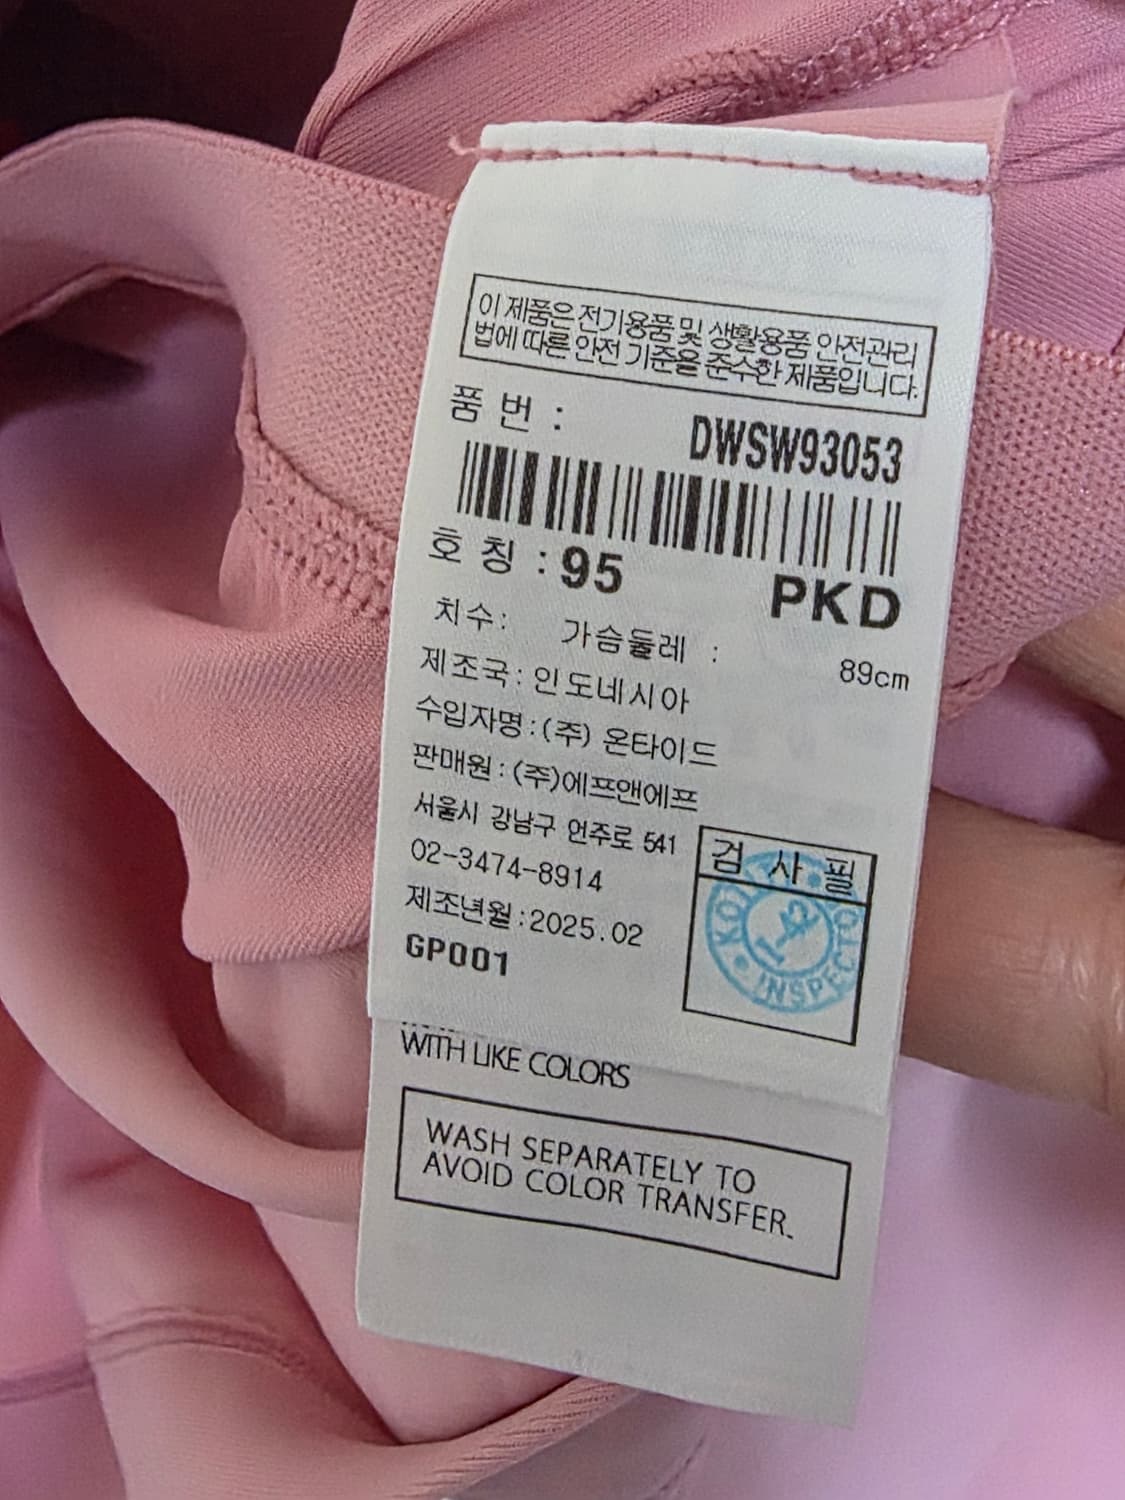 이 제품은 전기용품 및 생활용품 안전관리
법에 따른 안전 기준을 준수한 제품입니다.
품 번 : DWSW93053
호 칭 : 95 PKD
치수: 가슴둘레 : 89cm
제조국: 인도네시아
수입자명:(주) 온타이드
판매원:(주)에프앤에프
서울시 강남구 언주로 541
02-3474-8914
제조년월:2025.02
GP001
검 사 필
INSPECTO
WITH LIKE COLORS
WASH SEPARATELY TO
AVOID COLOR TRANSFER.